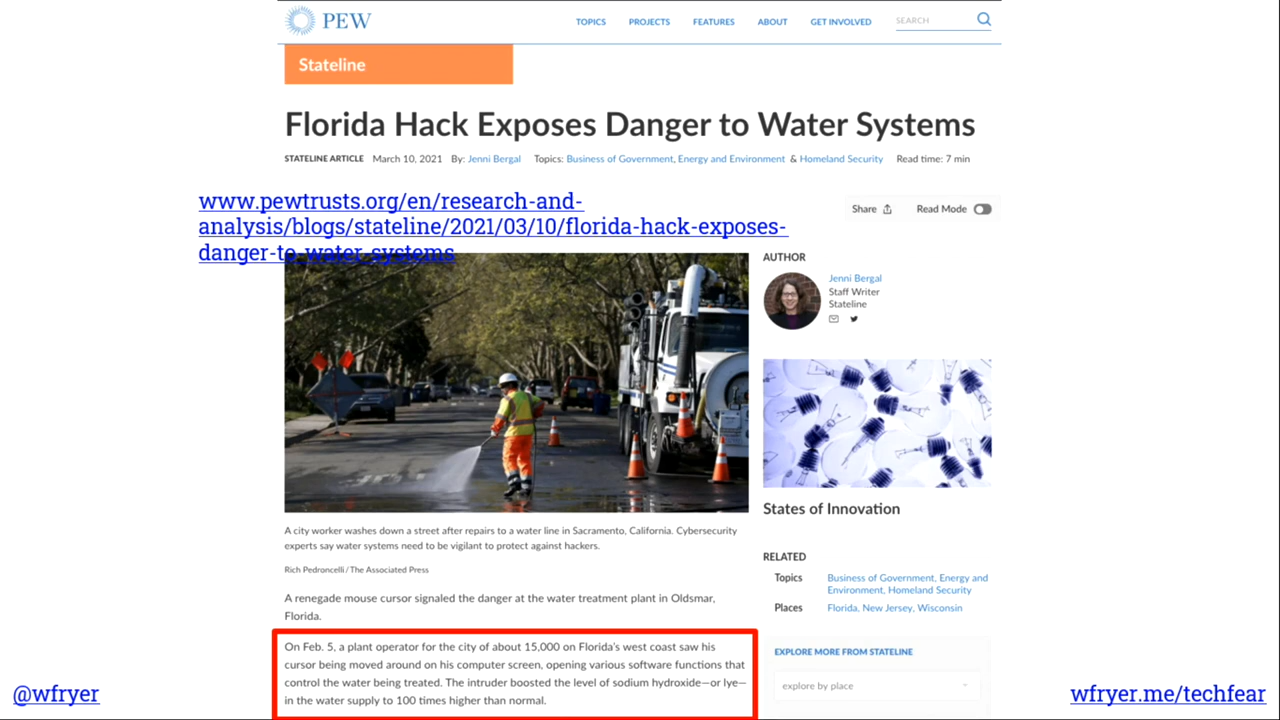 PEW
TOPICS PROJECTS FEATURES ABOUT GET INVOLVED SEARCH
Stateline
Florida Hack Exposes Danger to Water Systems
STATELINE ARTICLE March 10, 2021 By: Jenni Bergal Topics: Business of Government, Energy and Environment & Homeland Security Read time: 7 min
www.pewtrusts.org/en/research-and-
analysis/blogs/stateline/2021/03/10/florida-hack-exposes-
danger-to-water-systems
Share Read Mode
AUTHOR
Jenni Bergal
Staff Writer
Stateline
States of Innovation
A city worker washes down a street after repairs to a water line in Sacramento, California. Cybersecurity
experts say water systems need to be vigilant to protect against hackers.
Rich Pedroncelli / The Associated Press
RELATED
Topics Business of Government, Energy and
Environment, Homeland Security
Places Florida, New Jersey, Wisconsin
A renegade mouse cursor signaled the danger at the water treatment plant in Oldsmar,
Florida.
On Feb. 5, a plant operator for the city of about 15,000 on Florida's west coast saw his
cursor being moved around on his computer screen, opening various software functions that
control the water being treated. The intruder boosted the level of sodium hydroxide—or lye—
in the water supply to 100 times higher than normal.
EXPLORE MORE FROM STATELINE
explore by place
@wfryer
wfryer.me/techfear